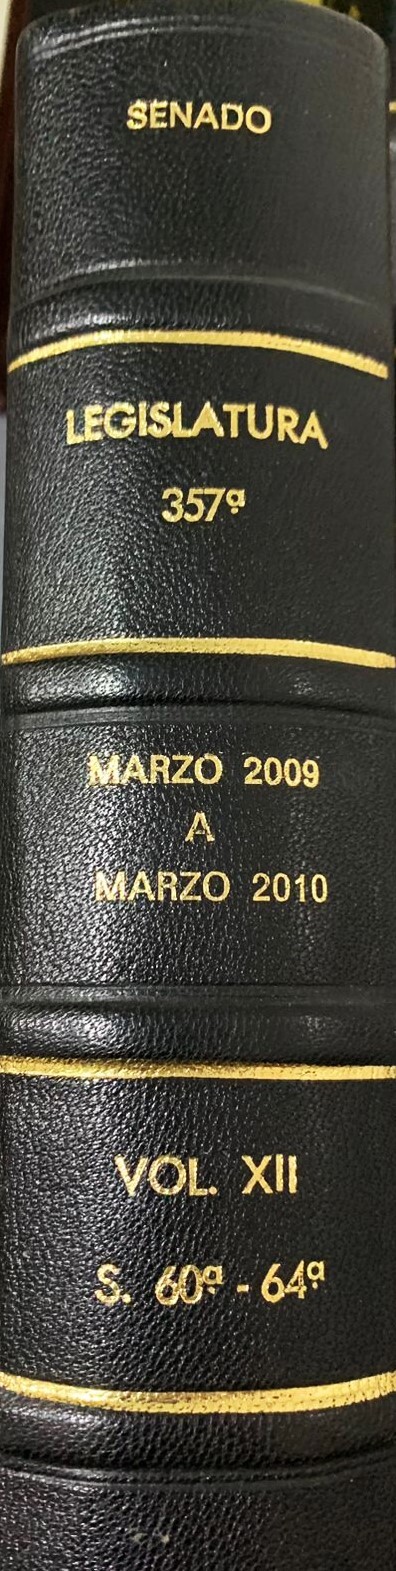 SENADO
LEGISLATURA
357ª
MARZO 2009
A
MARZO 2010
VOL. XII
S. 60ª - 64ª